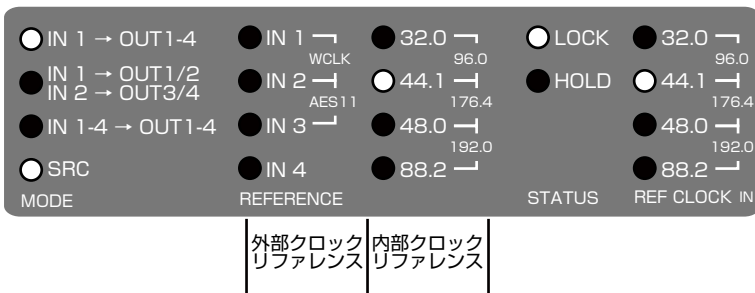 IN 1 → OUT1-4
IN 1 → OUT1/2
IN 2 → OUT3/4
IN 1-4 → OUT1-4
SRC
MODE
IN 1
WCLK
IN 2
AES11
IN 3
IN 4
REFERENCE
32.0
96.0
44.1
176.4
48.0
192.0
88.2
LOCK
HOLD
STATUS
32.0
96.0
44.1
176.4
48.0
192.0
88.2
REF CLOCK IN
外部クロック
リファレンス
内部クロック
リファレンス